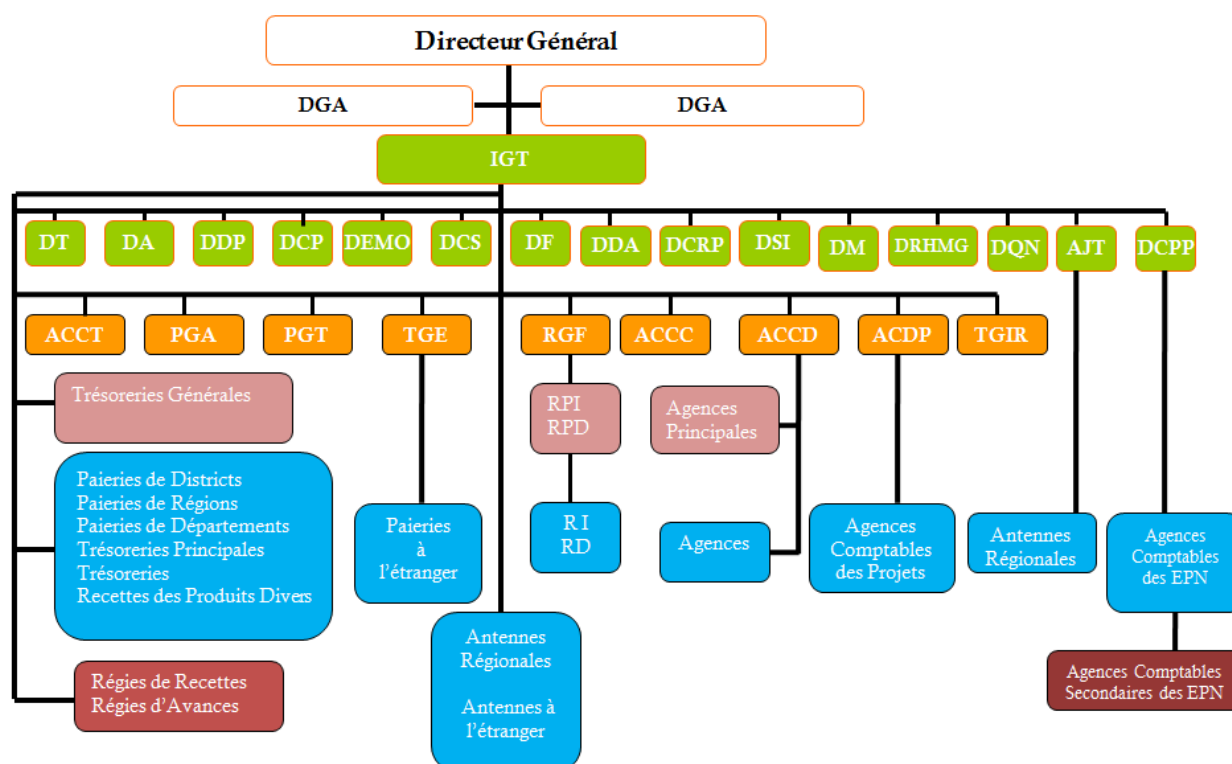 Directeur Général
DGA
DGA
IGT
DT
DA
DDP
DCP
DEMO
DCS
DF
DDA
DCRP
DSI
DM
DRHMG
DQN
AJT
DCPP
ACCT
PGA
PGT
TGE
RGF
ACCC
ACCD
ACDP
TGIR
Trésoreries Générales
RPI
RPD
Agences
Principales
Paieries de Districts
Paieries de Régions
Paieries de Départements
Trésoreries Principales
Trésoreries
Recettes des Produits Divers
Paieries
à
l'étranger
R I
RD
Agences
Agences
Comptables
des Projets
Antennes
Régionales
Agences
Comptables
des EPN
Antennes
Régionales
Antennes à
l'étranger
Régies de Recettes
Régies d'Avances
Agences Comptables
Secondaires des EPN